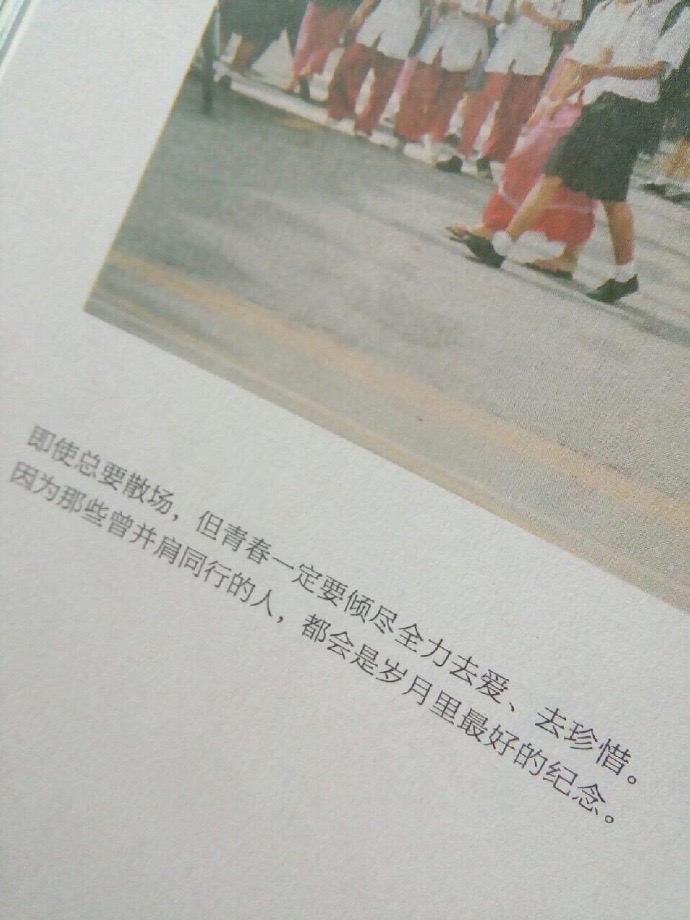 即使总要散场，但青春一定要倾尽全力去爱、去珍惜。
因为那些曾并肩同行的人，都会是岁月里最好的纪念。